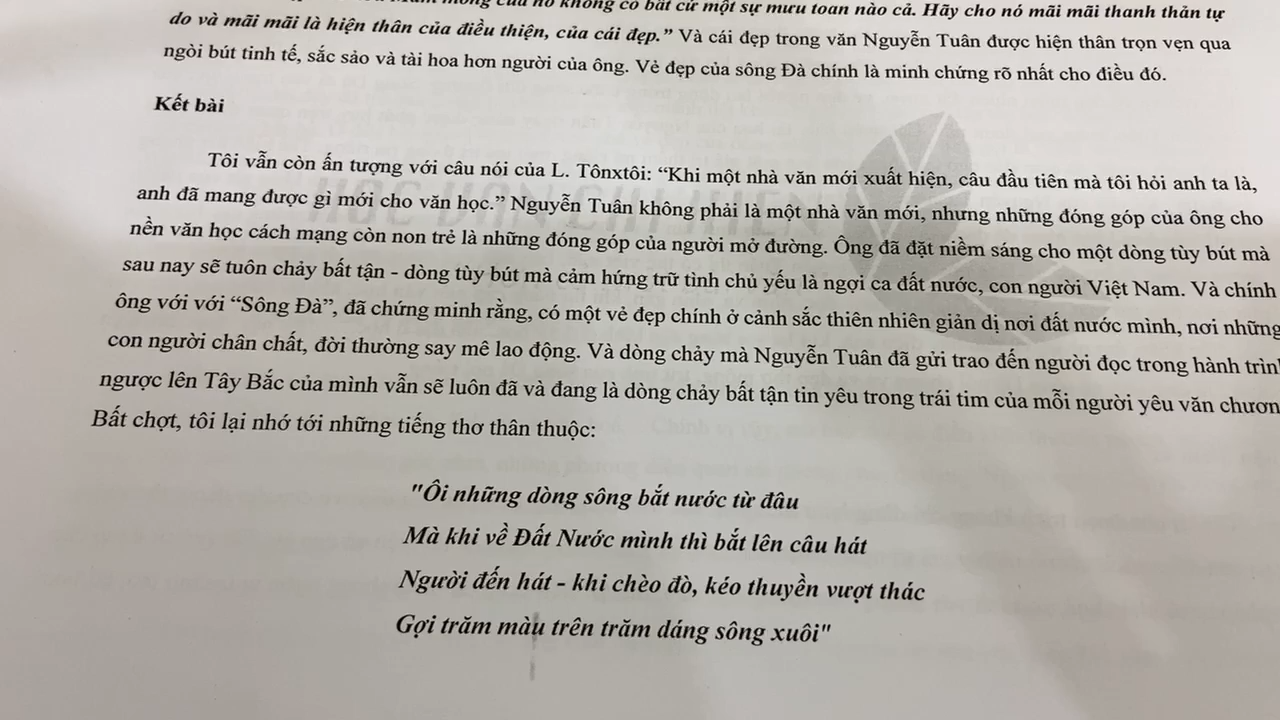 của nó không có bất cứ một sự mưu toan nào cả. Hãy cho nó mãi mãi thanh thản tự
do và mãi mãi là hiện thân của điều thiện, của cái đẹp.” Và cái đẹp trong văn Nguyễn Tuân được hiện thân trọn vẹn qua
ngòi bút tinh tế, sắc sảo và tài hoa hơn người của ông. Vẻ đẹp của sông Đà chính là minh chứng rõ nhất cho điều đó.
Kết bài
Tôi vẫn còn ấn tượng với câu nói của L. Tônxtôi: “Khi một nhà văn mới xuất hiện, câu đầu tiên mà tôi hỏi anh ta là,
anh đã mang được gì mới cho văn học.” Nguyễn Tuân không phải là một nhà văn mới, nhưng những đóng góp của ông cho
nền văn học cách mạng còn non trẻ là những đóng góp của người mở đường. Ông đã đặt niềm sáng cho một dòng tùy bút mà
sau nay sẽ tuôn chảy bất tận - dòng tùy bút mà cảm hứng trữ tình chủ yếu là ngợi ca đất nước, con người Việt Nam. Và chính
ông với với “Sông Đà”, đã chứng minh rằng, có một vẻ đẹp chính ở cảnh sắc thiên nhiên giản dị nơi đất nước mình, nơi những
con người chân chất, đời thường say mê lao động. Và dòng chảy mà Nguyễn Tuân đã gửi trao đến người đọc trong hành trìn
ngược lên Tây Bắc của mình vẫn sẽ luôn đã và đang là dòng chảy bất tận tin yêu trong trái tim của mỗi người yêu văn chươn
Bất chợt, tôi lại nhớ tới những tiếng thơ thân thuộc:
"Ôi những dòng sông bắt nước từ đâu
Mà khi về Đất Nước mình thì bắt lên câu hát
Người đến hát - khi chèo đò, kéo thuyền vượt thác
Gợi trăm màu trên trăm dáng sông xuôi"